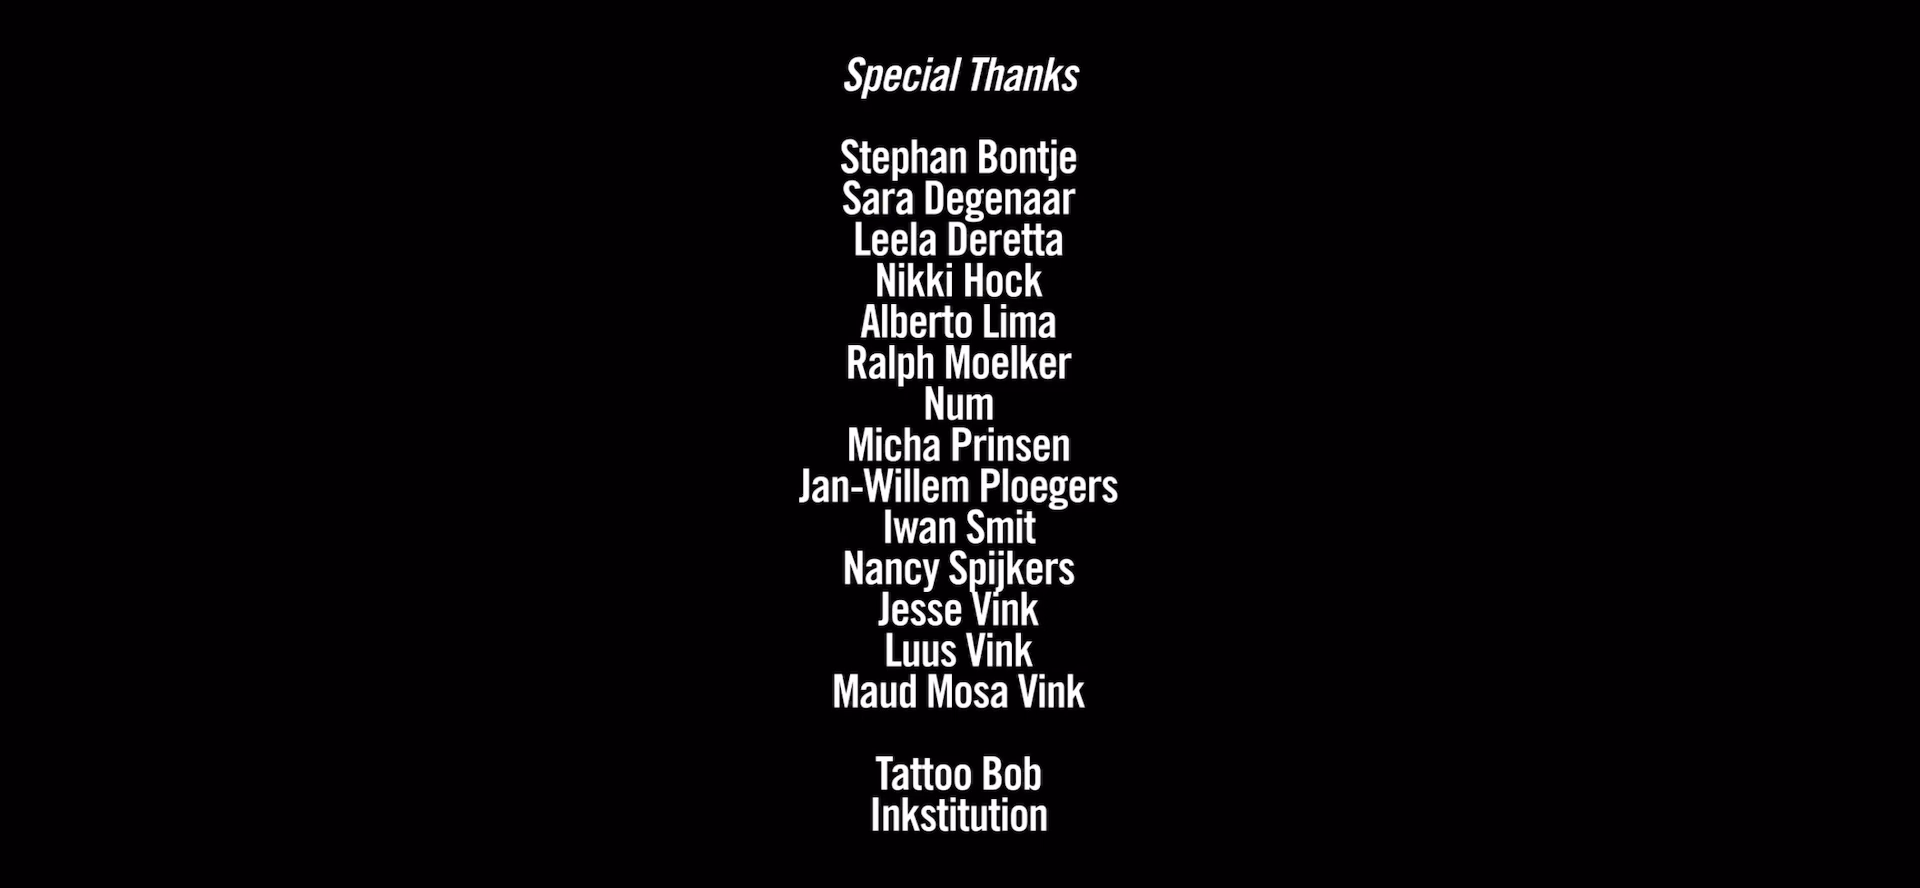 Special Thanks
Stephan Bontje
Sara Degenaar
Leela Deretta
Nikki Hock
Alberto Lima
Ralph Moelker
Num
Micha Prinsen
Jan-Willem Ploegers
Iwan Smit
Nancy Spijkers
Jesse Vink
Luus Vink
Maud Mosa Vink
Tattoo Bob
Inkstitution